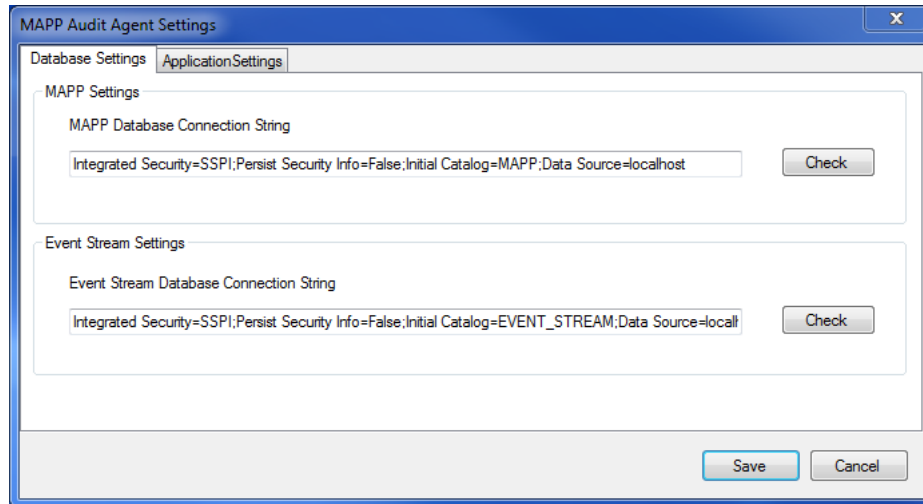 MAPP Audit Agent Settings
Database Settings
ApplicationSettings
MAPP Settings
MAPP Database Connection String
Integrated Security=SSPI;Persist Security Info=False;Initial Catalog=MAPP;Data Source=localhost
Check
Event Stream Settings
Event Stream Database Connection String
Integrated Security=SSPI;Persist Security Info=False;Initial Catalog=EVENT_STREAM;Data Source=local
Check
Save
Cancel